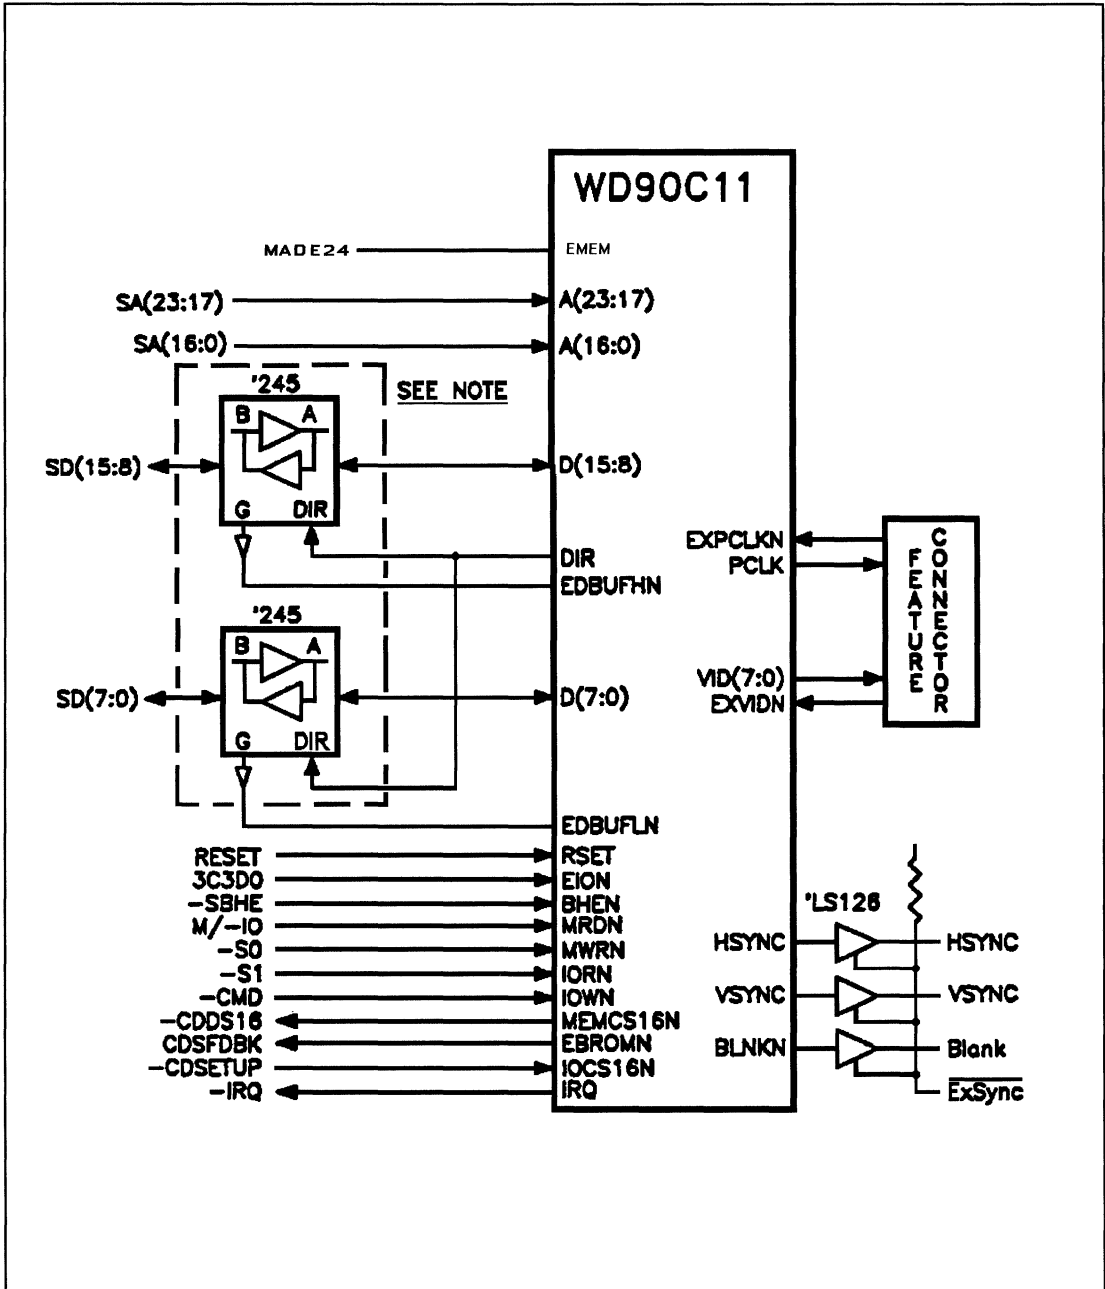 WD90C11
MADE24 EMEM
SA(23:17) A(23:17)
SA(16:0) A(16:0)
'245 SEE NOTE
B A
SD(15:8) D(15:8)
G DIR
DIR
EDBUFHN
'245
B A
SD(7:0) D(7:0)
G DIR
EDBUFLN
RESET RSET
3C3D0 EION
-SBHE BHEN
M/-IO MRDN
-S0 MWRN
-S1 IORN
-CMD IOWN
-CDDS16 MEMCS16N
CDSFDBK EBROMN
-CDSETUP IOCS16N
-IRQ IRQ
EXPCLKN
PCLK
VID(7:0)
EXVIDN
FEATURE
CONNECTOR
'LS126
HSYNC HSYNC
VSYNC VSYNC
BLNKN Blank
ExSync